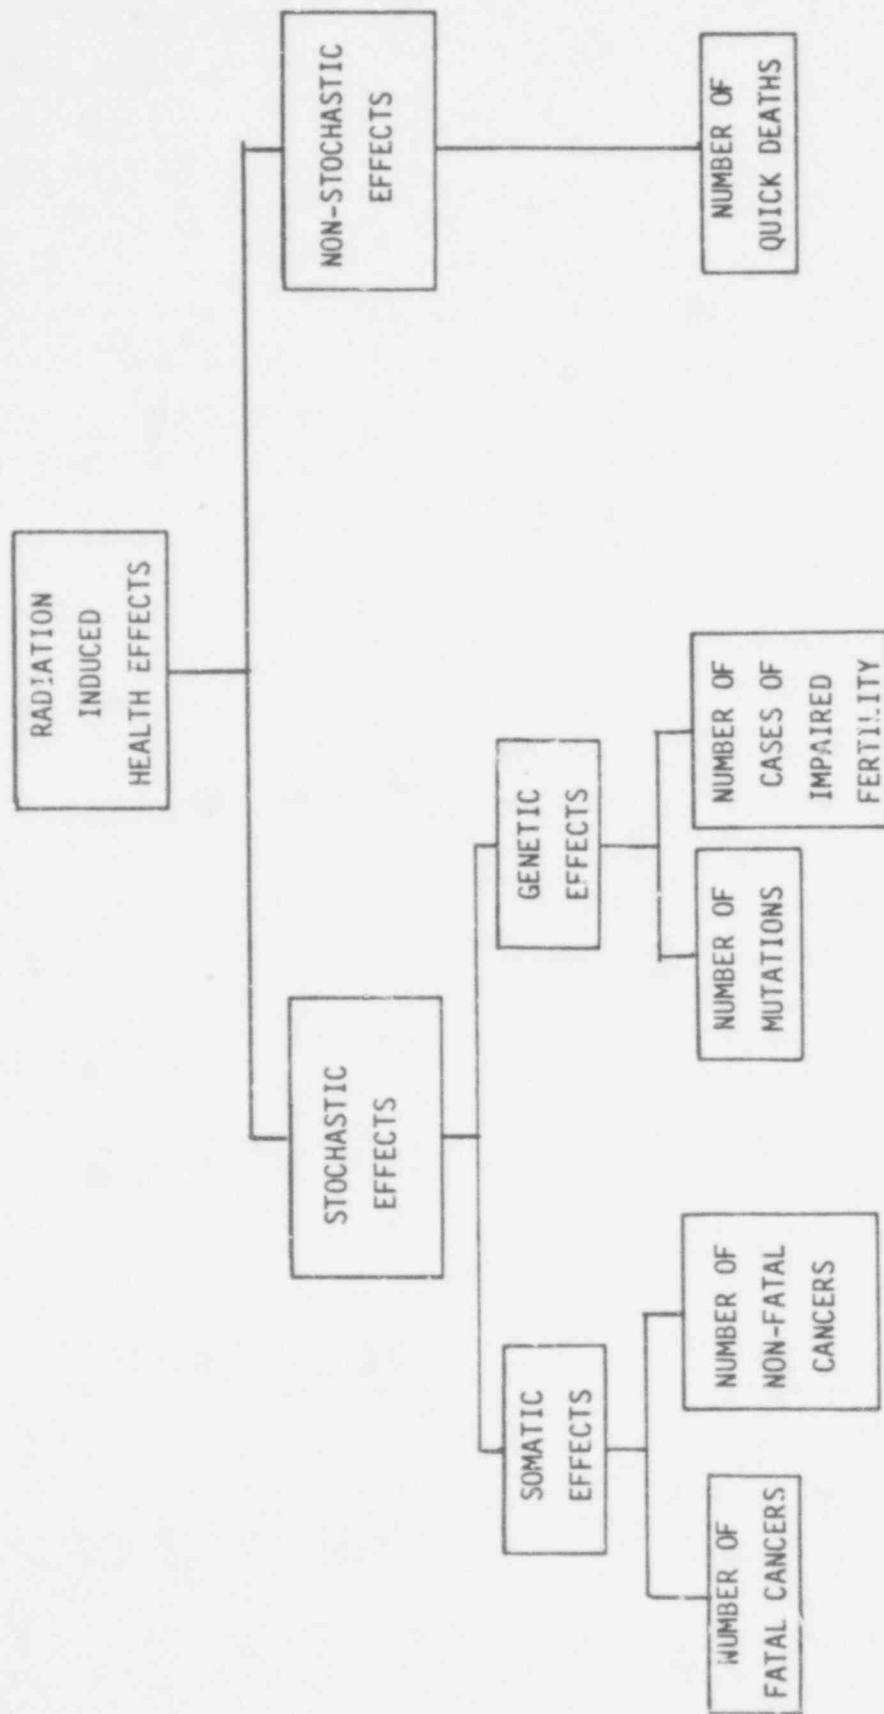 RADIATION
INDUCED
HEALTH EFFECTS
STOCHASTIC
EFFECTS
NON-STOCHASTIC
EFFECTS
SOMATIC
EFFECTS
GENETIC
EFFECTS
NUMBER OF
FATAL CANCERS
NUMBER OF
NON-FATAL
CANCERS
NUMBER OF
MUTATIONS
NUMBER OF
CASES OF
IMPAIRED
FERTILITY
NUMBER OF
QUICK DEATHS